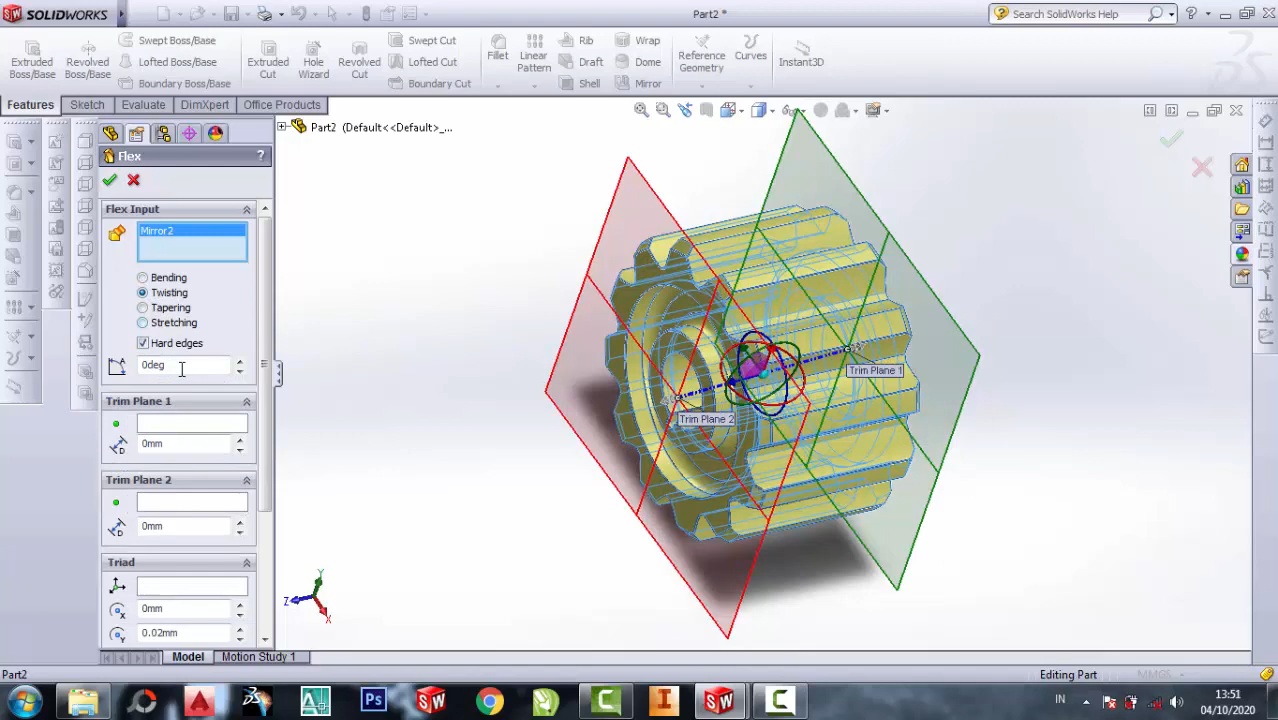 SOLIDWORKS
Part2 *
Search SolidWorks Help
Extruded Boss/Base
Revolved Boss/Base
Swept Boss/Base
Lofted Boss/Base
Boundary Boss/Base
Extruded Cut
Hole Wizard
Revolved Cut
Swept Cut
Lofted Cut
Boundary Cut
Fillet
Linear Pattern
Rib
Draft
Shell
Wrap
Dome
Mirror
Reference Geometry
Curves
Instant3D
Features
Sketch
Evaluate
DimXpert
Office Products
Part2 (Default<<Default>_...
Flex
?
Flex Input
Mirror2
Bending
Twisting
Tapering
Stretching
Hard edges
0deg
Trim Plane 1
0mm
Trim Plane 2
0mm
Triad
0mm
0.02mm
Trim Plane 1
Trim Plane 2
Y
Z
X
Model
Motion Study 1
Part2
Editing Part
MMGS
Ps
SW
IN
13:51
04/10/2020